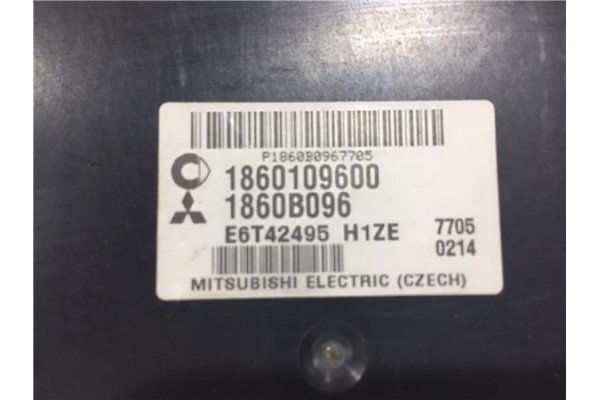 P1860B0967705
1860109600
1860B096
E6T42495 H1ZE 7705
0214
MITSUBISHI ELECTRIC (CZECH)